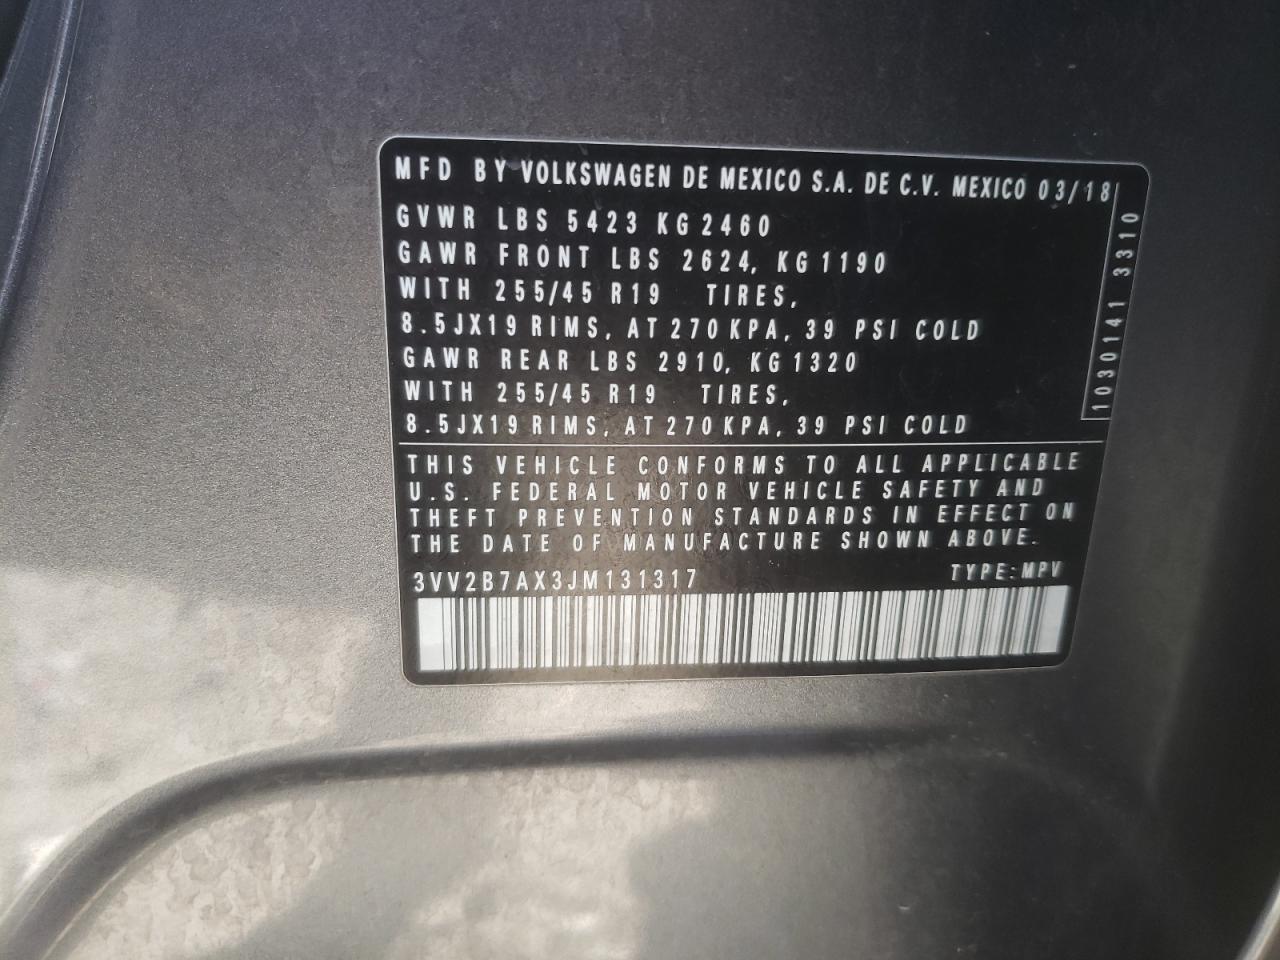 MFD BY VOLKSWAGEN DE MEXICO S.A. DE C.V. MEXICO 03/18
GVWR LBS 5423 KG 2460
GAWR FRONT LBS 2624, KG 1190
WITH 255/45 R19 TIRES,
8.5JX19 RIMS, AT 270 KPA, 39 PSI COLD
GAWR REAR LBS 2910, KG 1320
WITH 255/45 R19 TIRES,
8.5JX19 RIMS, AT 270 KPA, 39 PSI COLD
1030141 3310
THIS VEHICLE CONFORMS TO ALL APPLICABLE
U.S. FEDERAL MOTOR VEHICLE SAFETY AND
THEFT PREVENTION STANDARDS IN EFFECT ON
THE DATE OF MANUFACTURE SHOWN ABOVE.
3VV2B7AX3JM131317 TYPE: MPV